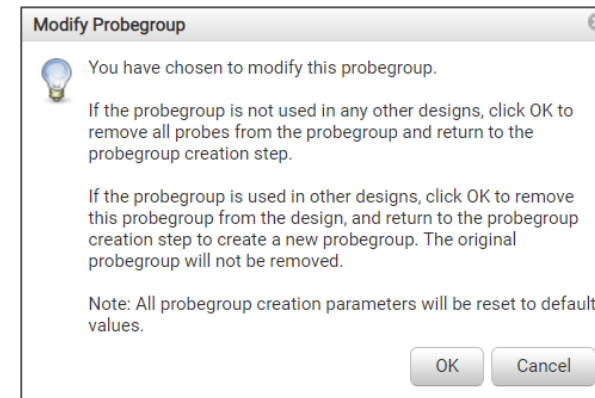 Modify Probegroup
You have chosen to modify this probegroup.
If the probegroup is not used in any other designs, click OK to
remove all probes from the probegroup and return to the
probegroup creation step.
If the probegroup is used in other designs, click OK to remove
this probegroup from the design, and return to the probegroup
creation step to create a new probegroup. The original
probegroup will not be removed.
Note: All probegroup creation parameters will be reset to default
values.
OK Cancel